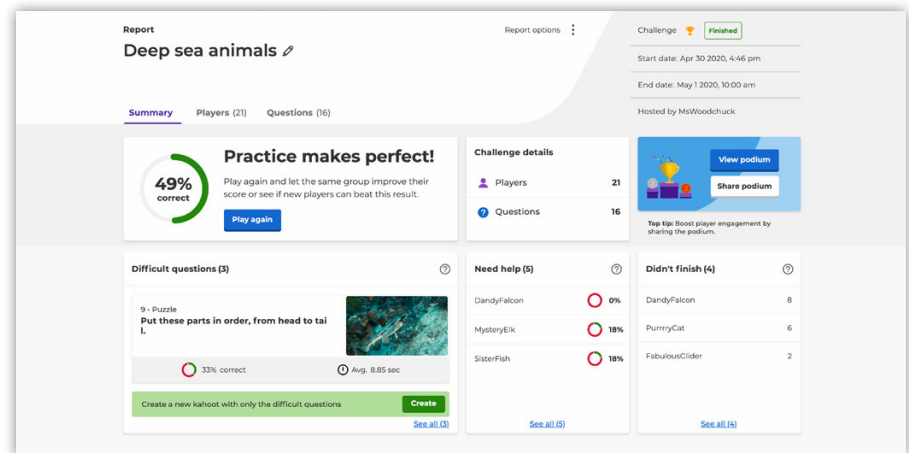 Report
Deep sea animals
Report options
Challenge Finished
Start date: Apr 30 2020, 4:46 pm
End date: May 1 2020, 10:00 am
Hosted by MsWoodchuck
Summary Players (21) Questions (16)
49%
correct
Practice makes perfect!
Play again and let the same group improve their
score or see if new players can beat this result.
Play again
Challenge details
Players 21
Questions 16
View podium
Share podium
Top tip: Boost player engagement by
sharing the podium.
Difficult questions (3)
9 - Puzzle
Put these parts in order, from head to tai
l.
33% correct Avg. 8.85 sec
Create a new kahoot with only the difficult questions Create
See all (3)
Need help (5)
DandyFalcon 0%
MysteryElk 18%
SisterFish 18%
See all (5)
Didn't finish (4)
DandyFalcon 8
PurrrryCat 6
FabulousGlider 2
See all (4)